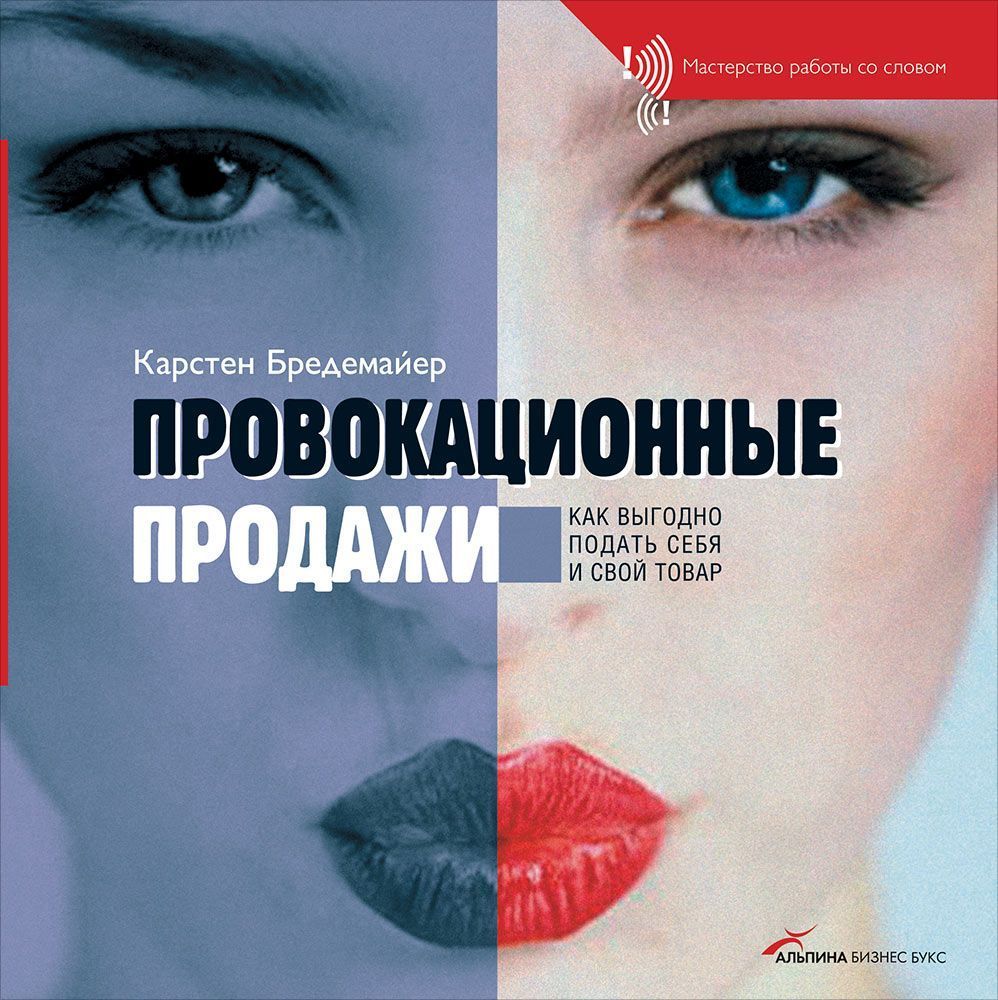 Мастерство работы со словом
Карстен Бредемайер
ПРОВОКАЦИОННЫЕ
ПРОДАЖИ
КАК ВЫГОДНО
ПОДАТЬ СЕБЯ
И СВОЙ ТОВАР
АЛЬПИНА БИЗНЕС БУКС